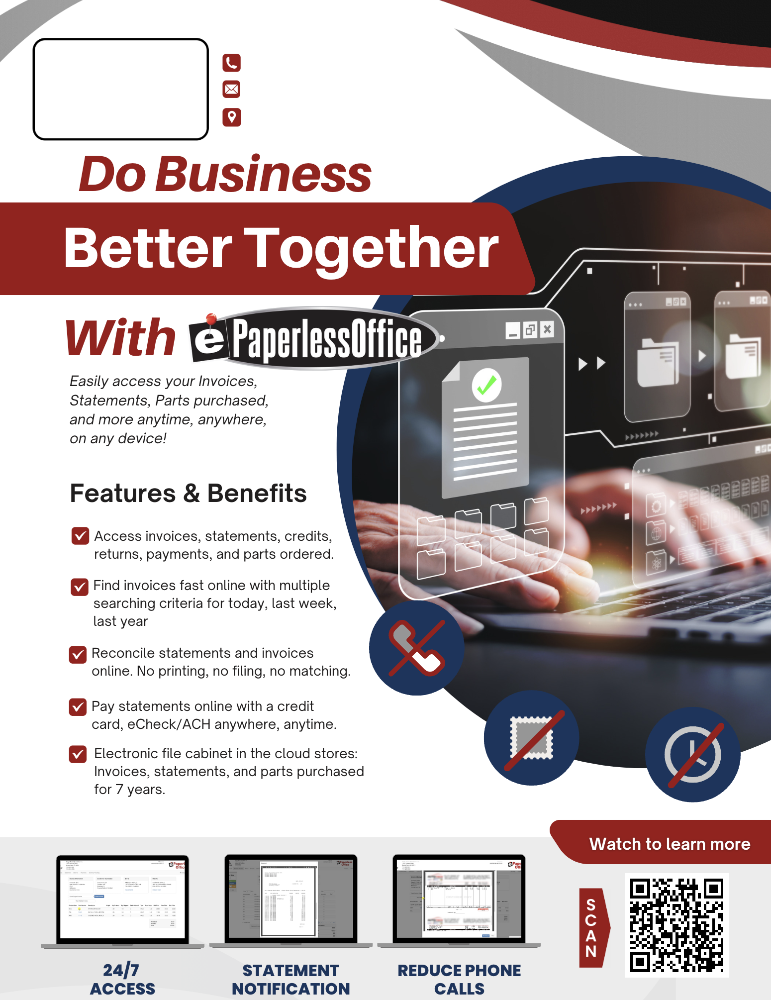 Do Business
Better Together
With ePaperlessOffice
Easily access your Invoices,
Statements, Parts purchased,
and more anytime, anywhere,
on any device!
Features & Benefits
Access invoices, statements, credits,
returns, payments, and parts ordered.
Find invoices fast online with multiple
searching criteria for today, last week,
last year
Reconcile statements and invoices
online. No printing, no filing, no matching.
Pay statements online with a credit
card, eCheck/ACH anywhere, anytime.
Electronic file cabinet in the cloud stores:
Invoices, statements, and parts purchased
for 7 years.
Watch to learn more
SCAN
24/7
ACCESS
STATEMENT
NOTIFICATION
REDUCE PHONE
CALLS